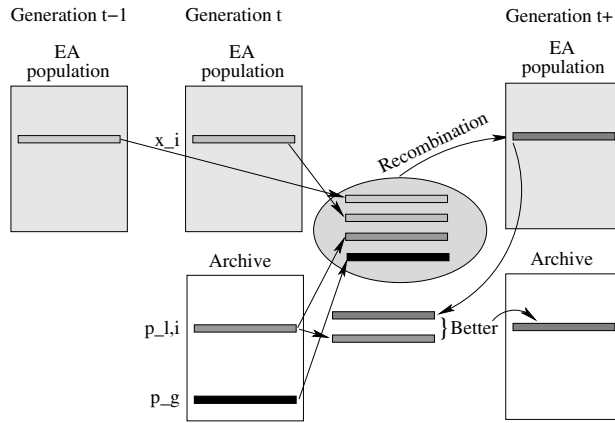 Generation t−1
Generation t
Generation t+
EA
population
EA
population
EA
population
x_i
Recombination
Archive
Archive
p_l,i
}Better
p_g